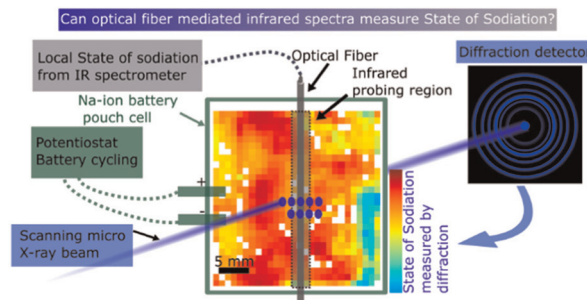 Can optical fiber mediated infrared spectra measure State of Sodiation?
Local State of sodiation
from IR spectrometer
Optical Fiber
Infrared
probing region
Diffraction detector
Na-ion battery
pouch cell
Potentiostat
Battery cycling
+
-
Scanning micro
X-ray beam
5 mm
State of Sodiation
measured by
diffraction